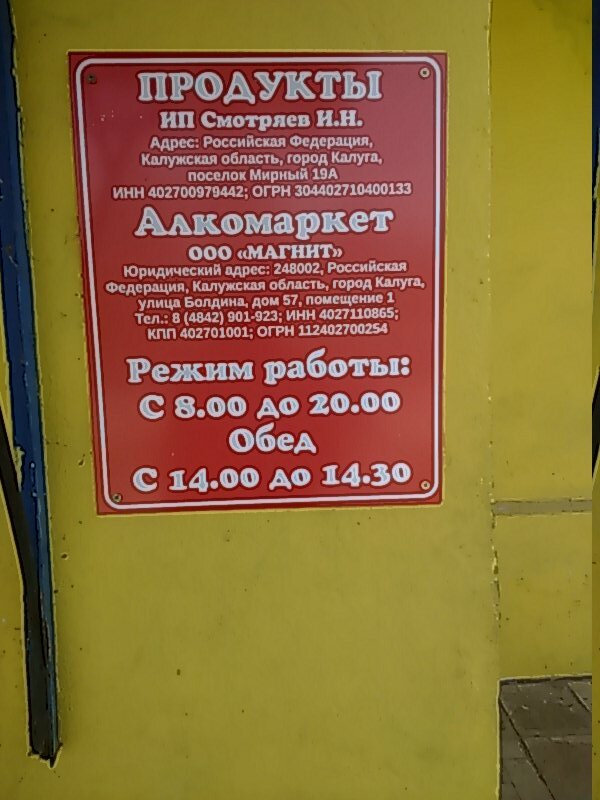 ПРОДУКТЫ
ИП Смотряев И.Н.
Адрес: Российская Федерация,
Калужская область, город Калуга,
поселок Мирный 19А
ИНН 402700979442; ОГРН 304402710400133
Алкомаркет
ООО «МАГНИТ»
Юридический адрес: 248002, Российская
Федерация, Калужская область, город Калуга,
улица Болдина, дом 57, помещение 1
Тел.: 8 (4842) 901-923; ИНН 4027110865;
КПП 402701001; ОГРН 112402700254
Режим работы:
С 8.00 до 20.00
Обед
С 14.00 до 14.30